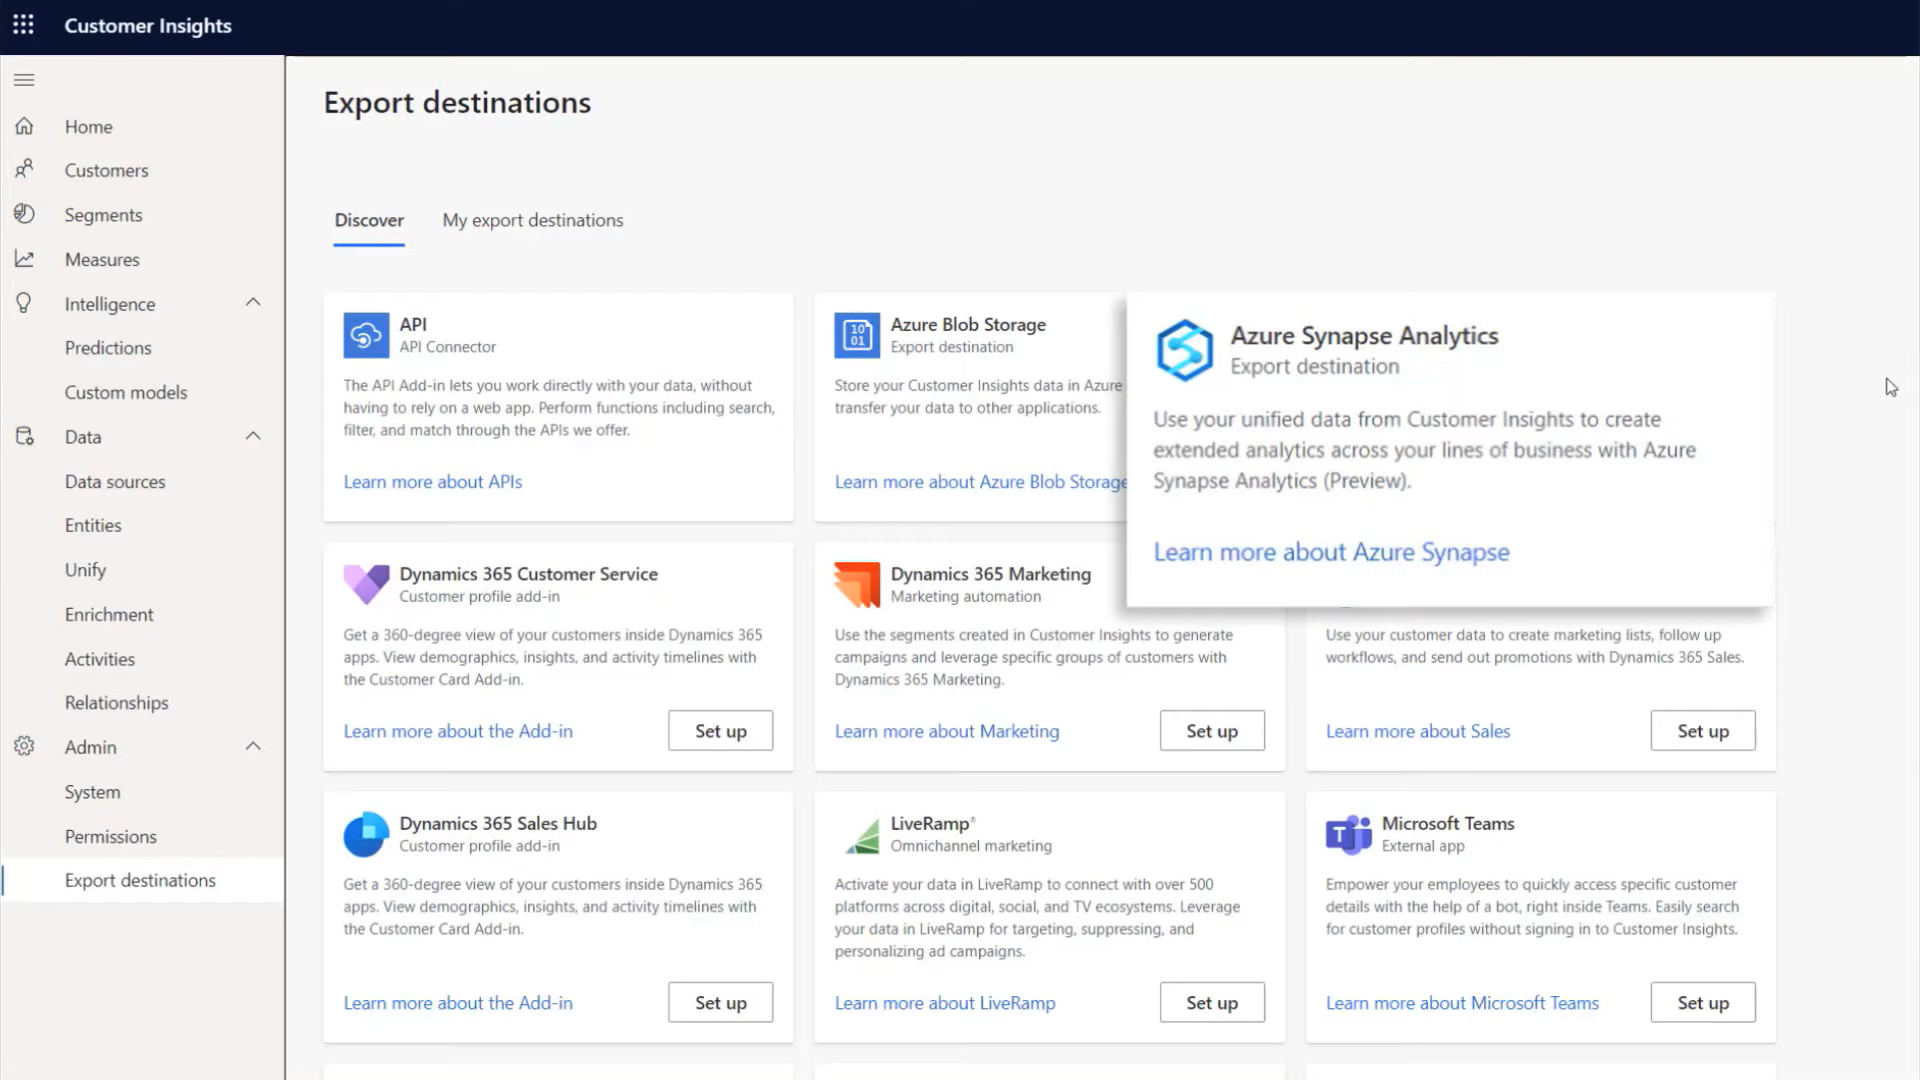 Customer Insights
Home
Customers
Segments
Measures
Intelligence
Predictions
Custom models
Data
Data sources
Entities
Unify
Enrichment
Activities
Relationships
Admin
System
Permissions
Export destinations
Export destinations
Discover
My export destinations
API
API Connector
The API Add-in lets you work directly with your data, without
having to rely on a web app. Perform functions including search,
filter, and match through the APIs we offer.
Learn more about APIs
10
01
Azure Blob Storage
Export destination
Store your Customer Insights data in Azure
transfer your data to other applications.
Learn more about Azure Blob Storage
Azure Synapse Analytics
Export destination
Use your unified data from Customer Insights to create
extended analytics across your lines of business with Azure
Synapse Analytics (Preview).
Learn more about Azure Synapse
Dynamics 365 Customer Service
Customer profile add-in
Get a 360-degree view of your customers inside Dynamics 365
apps. View demographics, insights, and activity timelines with
the Customer Card Add-in.
Learn more about the Add-in
Set up
Dynamics 365 Marketing
Marketing automation
Use the segments created in Customer Insights to generate
campaigns and leverage specific groups of customers with
Dynamics 365 Marketing.
Learn more about Marketing
Set up
Use your customer data to create marketing lists, follow up
workflows, and send out promotions with Dynamics 365 Sales.
Learn more about Sales
Set up
Dynamics 365 Sales Hub
Customer profile add-in
Get a 360-degree view of your customers inside Dynamics 365
apps. View demographics, insights, and activity timelines with
the Customer Card Add-in.
Learn more about the Add-in
Set up
LiveRamp®
Omnichannel marketing
Activate your data in LiveRamp to connect with over 500
platforms across digital, social, and TV ecosystems. Leverage
your data in LiveRamp for targeting, suppressing, and
personalizing ad campaigns.
Learn more about LiveRamp
Set up
T
Microsoft Teams
External app
Empower your employees to quickly access specific customer
details with the help of a bot, right inside Teams. Easily search
for customer profiles without signing in to Customer Insights.
Learn more about Microsoft Teams
Set up